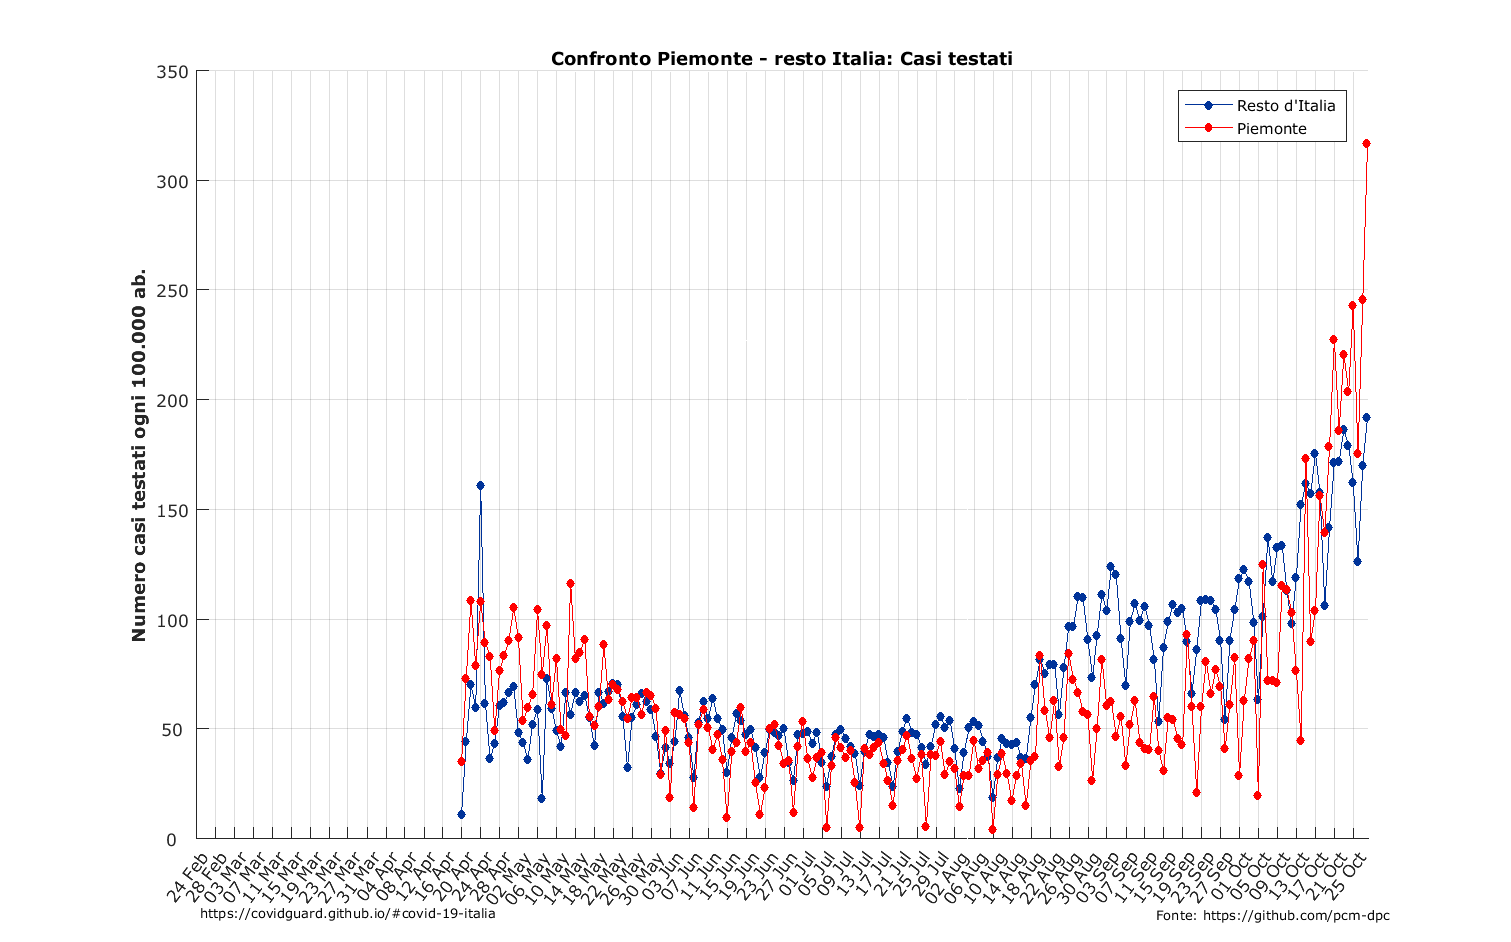 Confronto Piemonte - resto Italia: Casi testati
Resto d'Italia
Piemonte
Numero casi testati ogni 100.000 ab.
350
300
250
200
150
100
50
0
24 Feb
28 Feb
03 Mar
07 Mar
11 Mar
15 Mar
19 Mar
23 Mar
27 Mar
31 Mar
04 Apr
08 Apr
12 Apr
16 Apr
20 Apr
24 Apr
28 Apr
02 May
06 May
10 May
14 May
18 May
22 May
26 May
30 May
03 Jun
07 Jun
11 Jun
15 Jun
19 Jun
23 Jun
27 Jun
01 Jul
05 Jul
09 Jul
13 Jul
17 Jul
21 Jul
25 Jul
29 Jul
02 Aug
06 Aug
10 Aug
14 Aug
18 Aug
22 Aug
26 Aug
30 Aug
03 Sep
07 Sep
11 Sep
15 Sep
19 Sep
23 Sep
27 Sep
01 Oct
05 Oct
09 Oct
13 Oct
17 Oct
21 Oct
25 Oct
https://covidguard.github.io/#covid-19-italia
Fonte: https://github.com/pcm-dpc